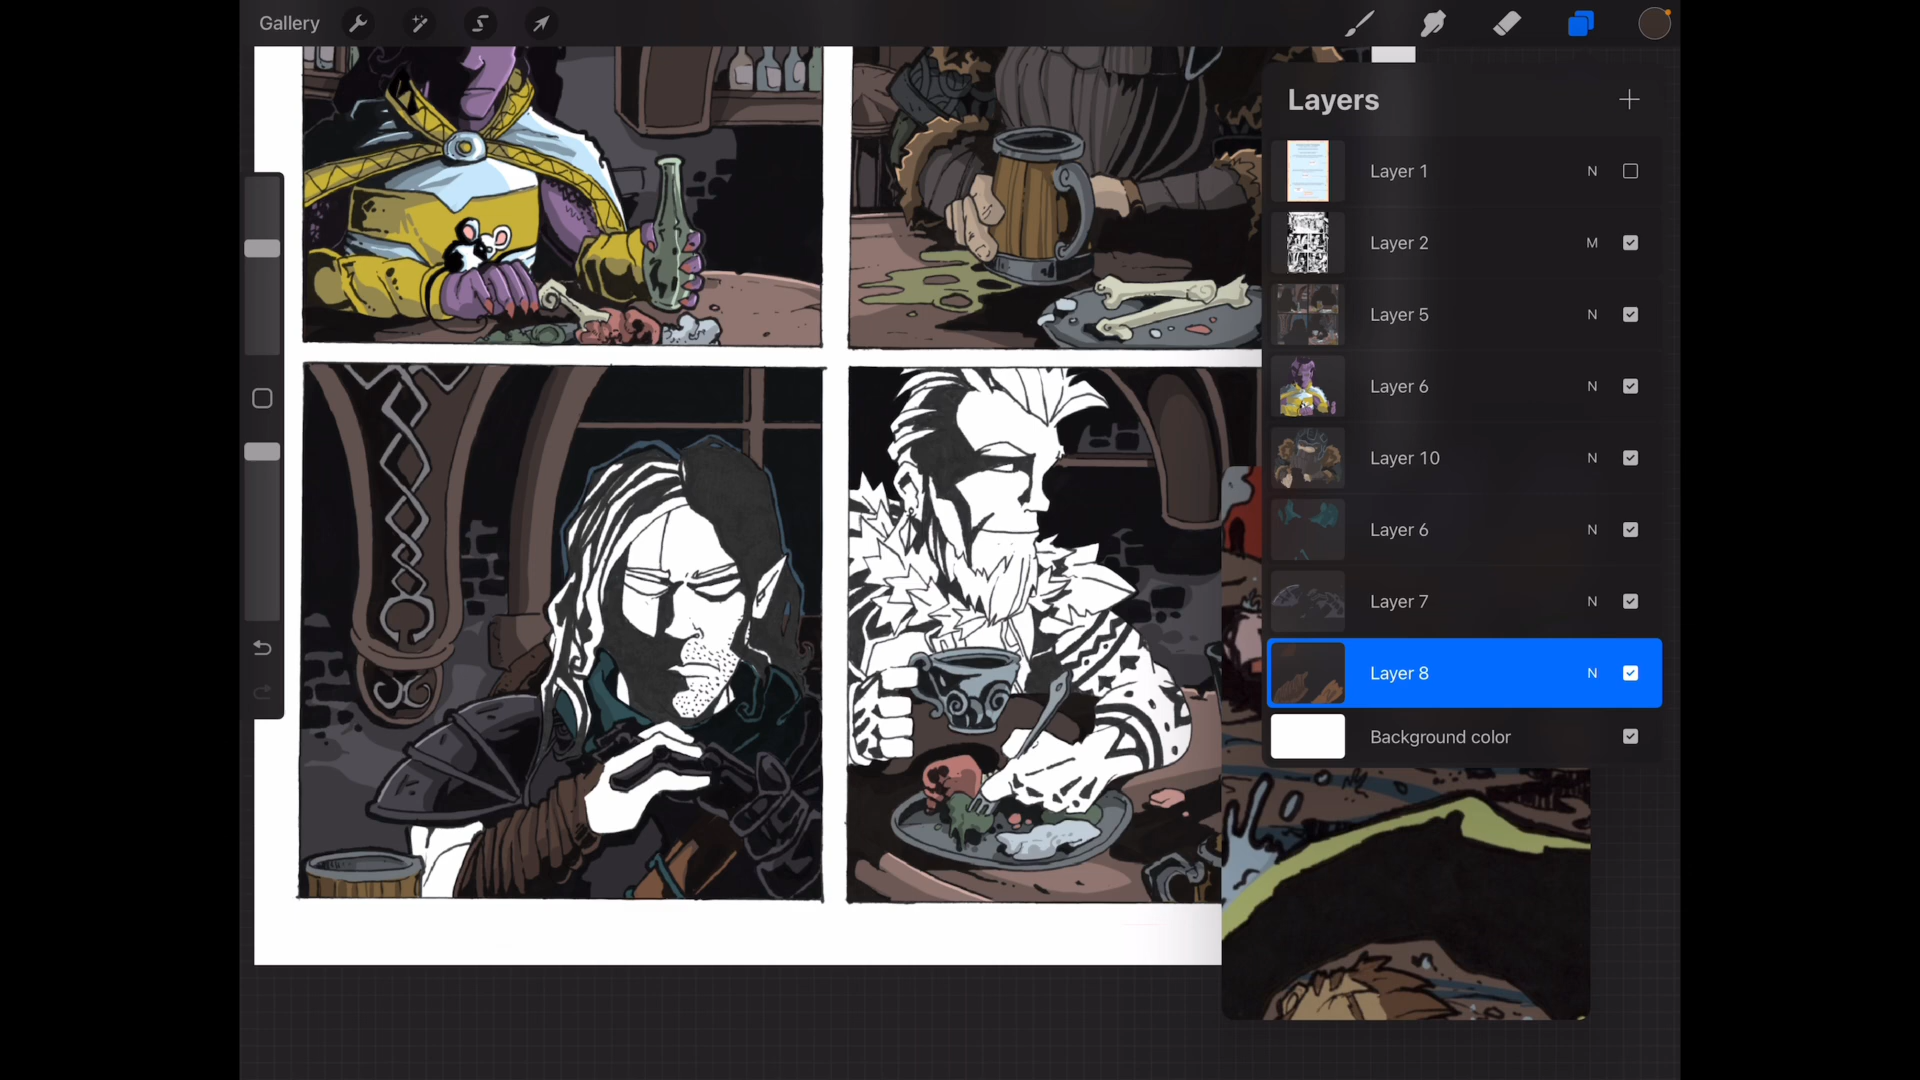 Gallery
Layers
Layer 1 N
Layer 2 M
Layer 5 N
Layer 6 N
Layer 10 N
Layer 6 N
Layer 7 N
Layer 8 N
Background color